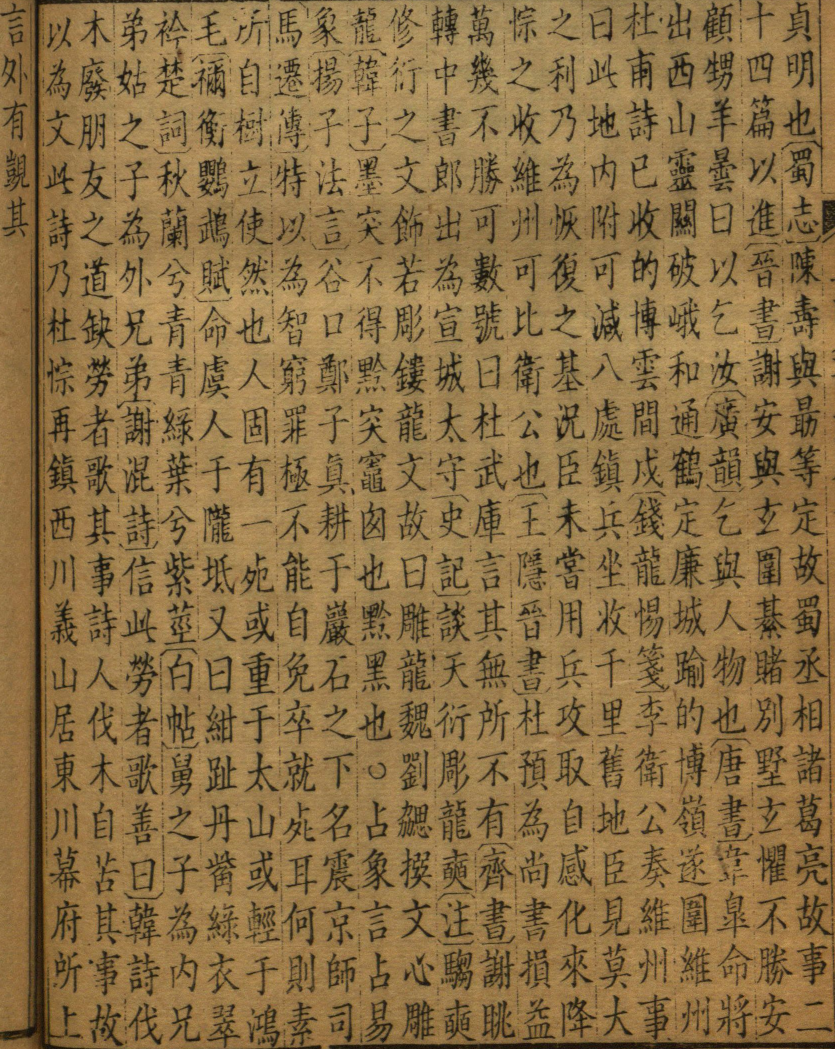 貞明也〔蜀志〕陳壽與勗等定故蜀丞相諸葛亮故事二
十四篇以進〔晉書〕謝安與玄圍棊賭別墅玄懼不勝安
顧甥羊曇曰以乞汝〔廣韻〕乞與人物也〔唐書〕韋皐命將
出西山靈關破峨和通鶴定廉城踰的博嶺遂圍維州
杜甫詩已收的博雲間戍〔錢龍惕箋〕李衛公奏維州事
曰此地内附可減八處鎮兵坐收千里舊地臣見莫大
之利乃為恢復之基況臣未嘗用兵攻取自感化來降
悰之收維州可比衛公也〔王隱晉書〕杜預為尚書損益
萬幾不勝可數號曰杜武庫言其無所不有〔齊書〕謝眺
轉中書郎出為宣城太守〔史記〕談天衍彫龍奭〔注〕騶奭
修衍之文飾若彫鏤龍文故曰雕龍魏劉勰撰文心雕
龍〔韓子〕墨突不得黔突竈囪也黔黑也○占象言占易
象〔揚子法言〕谷口鄭子眞耕于巖石之下名震京師司
馬遷〔傳〕特以為智窮罪極不能自免卒就死耳何則素
所自樹立使然也人固有一死或重于太山或輕于鴻
毛〔禰衡鸚鵡賦〕命虞人于隴坻又曰紺趾丹觜綠衣翠
衿〔楚詞〕秋蘭兮青青綠葉兮紫莖〔白帖〕舅之子為内兄
弟姑之子為外兄弟〔謝混詩〕信此勞者歌善曰〕韓詩伐
木廢朋友之道缺勞者歌其事詩人伐木自苦其事故
以為文此詩乃杜悰再鎮西川義山居東川幕府所上
言外有覬其